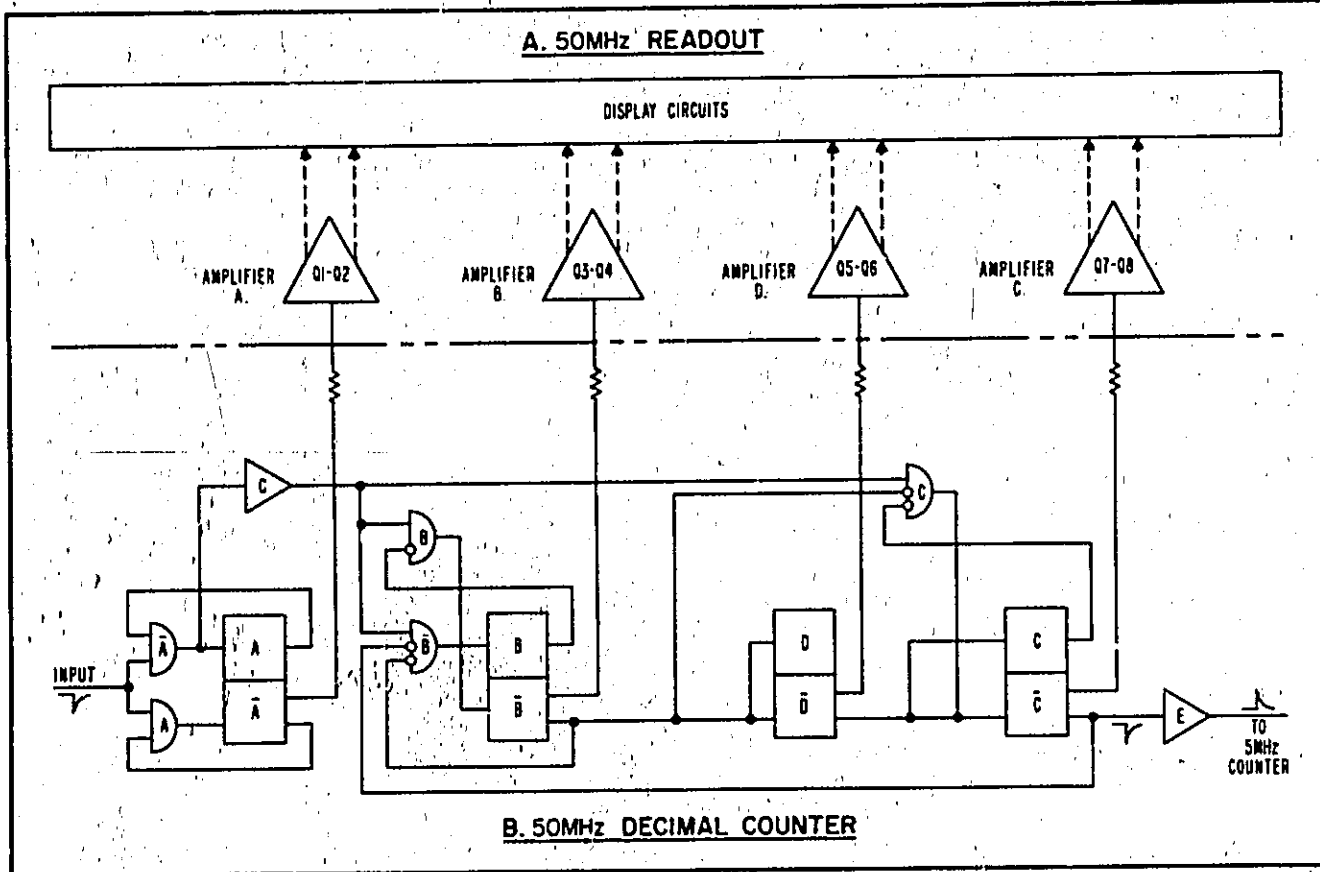 A. 50MHz READOUT
DISPLAY CIRCUITS
AMPLIFIER A.
Q1-Q2
AMPLIFIER B.
Q3-Q4
AMPLIFIER D.
Q5-Q6
AMPLIFIER C.
Q7-Q8
C
C
B
A̅
A
B̅
B
D
C
INPUT
A
A̅
B̅
D̅
C̅
E
TO
5MHz
COUNTER
B. 50MHz DECIMAL COUNTER